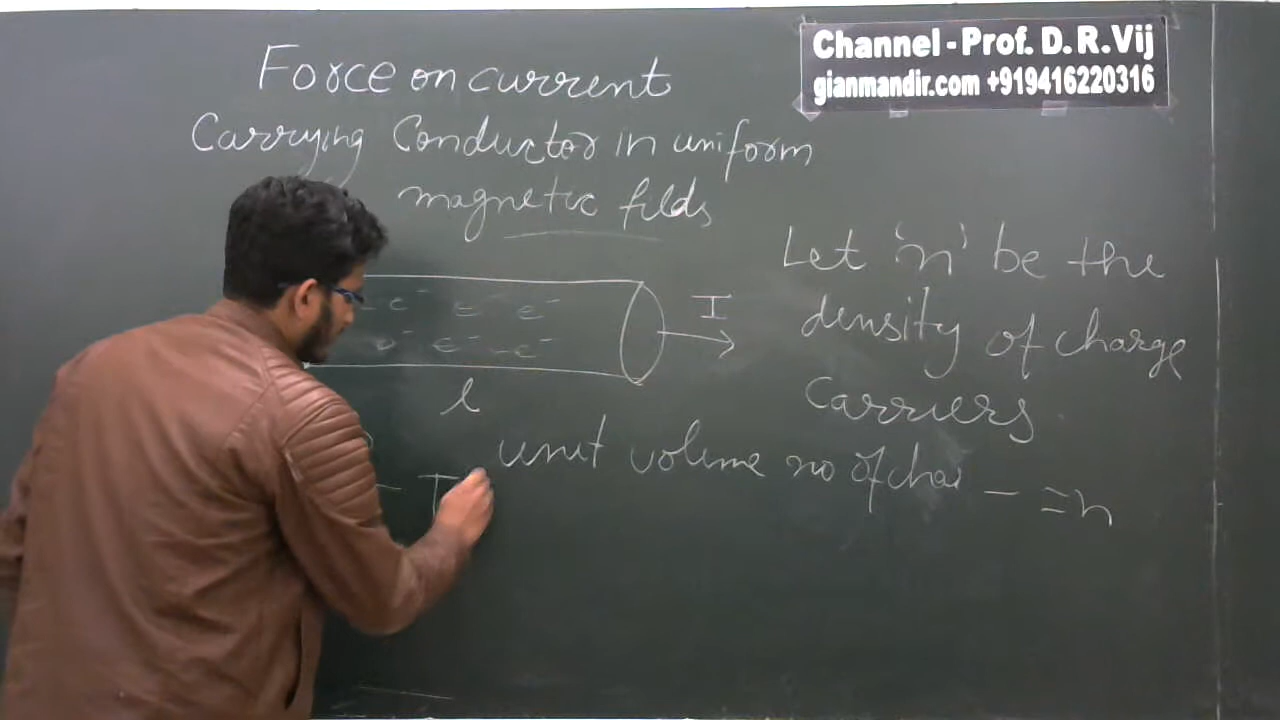 Channel - Prof. D. R. Vij
gianmandir.com +919416220316
Force on current
Carrying Conductor in uniform
magnetic filds
Let 'n' be the
density of charge
Carriers
e⁻ e⁻ e⁻
e⁻ e⁻
I
l
unit volume no of char — = n